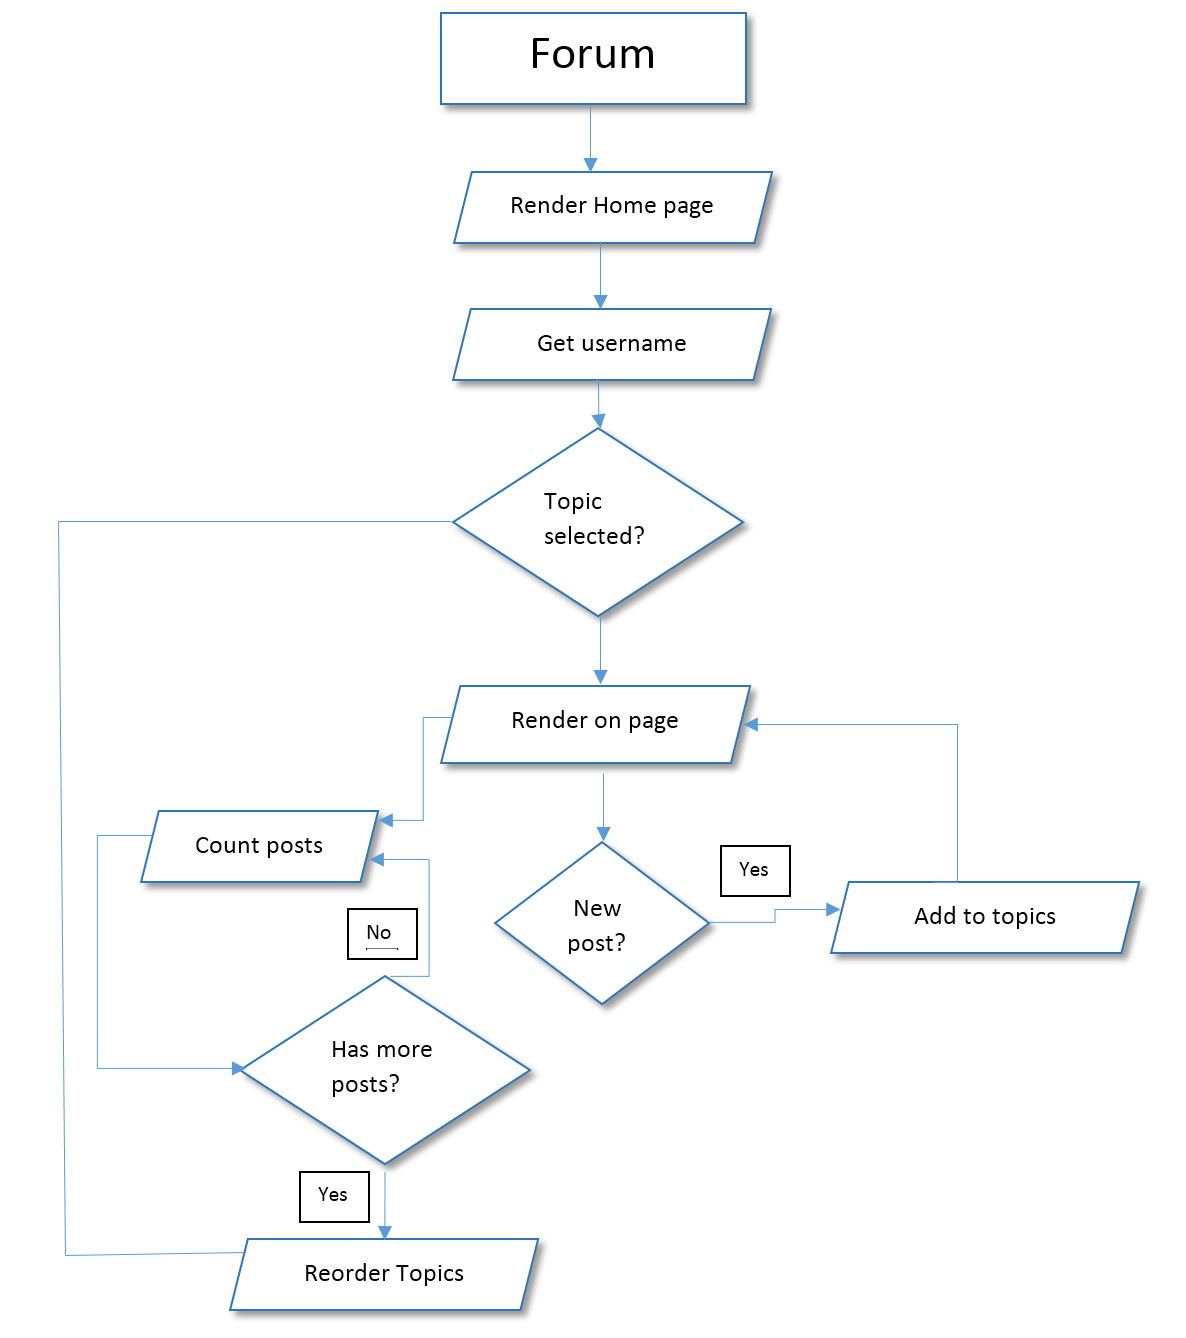 Forum
Render Home page
Get username
Topic
selected?
Render on page
Count posts
Yes
New
post?
Add to topics
No
Has more
posts?
Yes
Reorder Topics